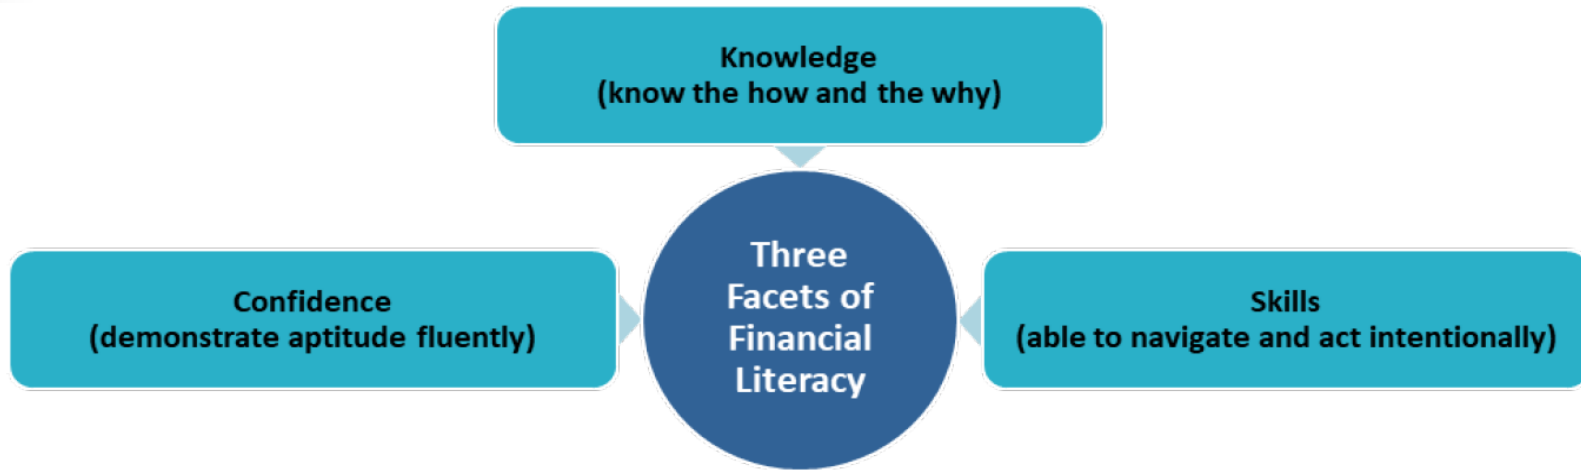 Knowledge
(know the how and the why)
Confidence
(demonstrate aptitude fluently)
Three
Facets of
Financial
Literacy
Skills
(able to navigate and act intentionally)